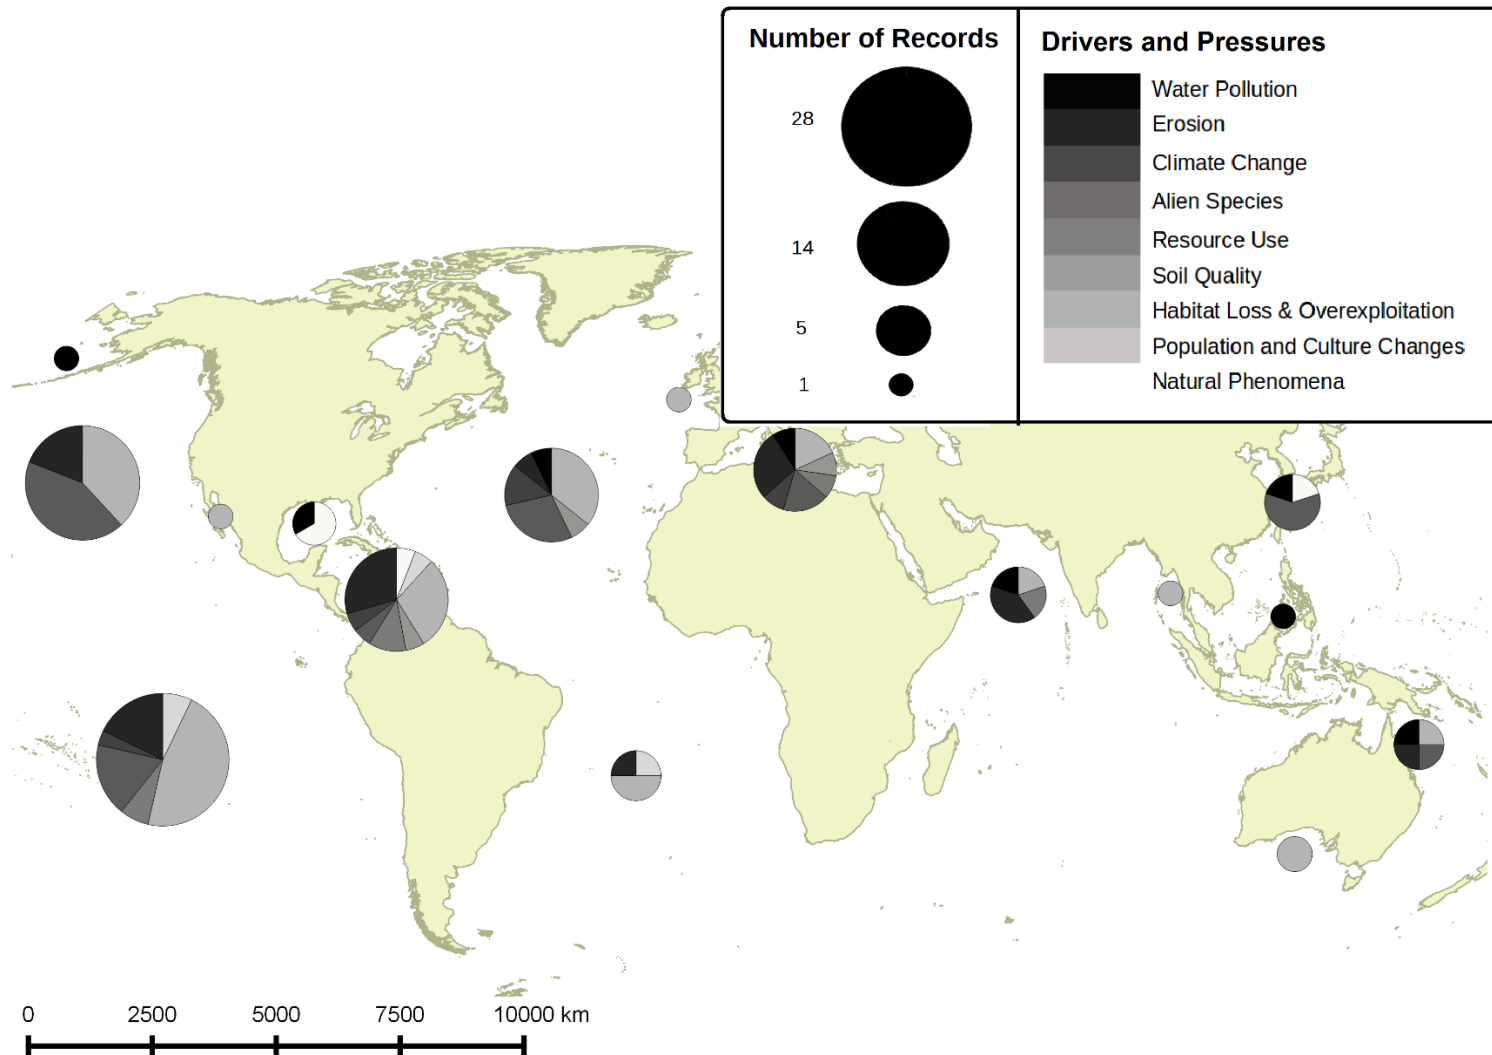 Number of Records
28
14
5
1
Drivers and Pressures
Water Pollution
Erosion
Climate Change
Alien Species
Resource Use
Soil Quality
Habitat Loss & Overexploitation
Population and Culture Changes
Natural Phenomena
0 2500 5000 7500 10000 km